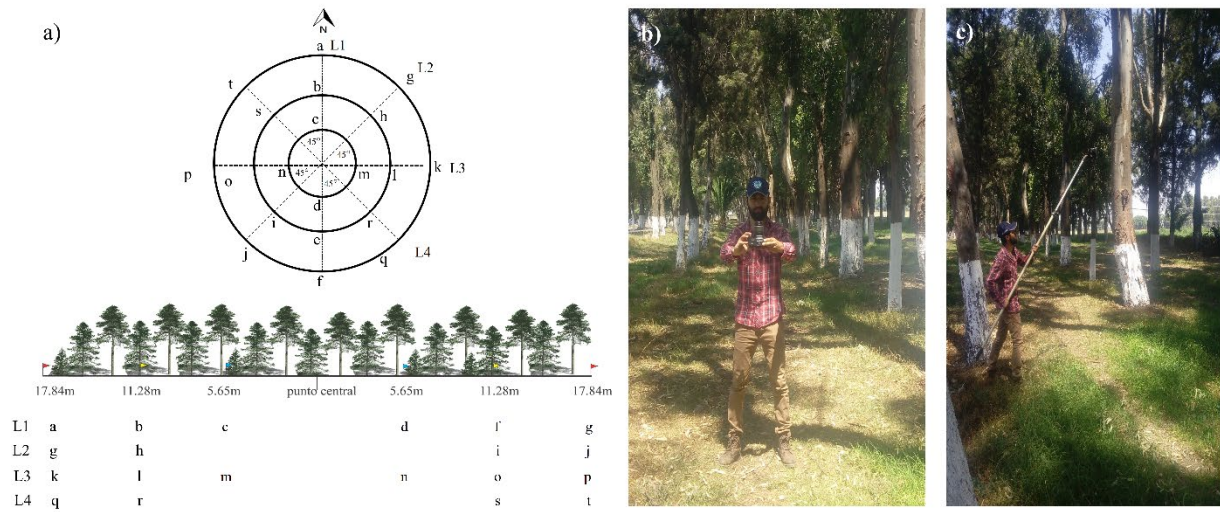 a)
N
a L1
t
L2
g
b
s
h
c
45°
45°
p
o
n
m
l
k
L3
45°
45°
d
i
r
e
j
q
L4
f
17.84m 11.28m 5.65m punto central 5.65m 11.28m 17.84m
L1 a b c d f g
L2 g h i j
L3 k l m n o p
L4 q r s t
b)
c)